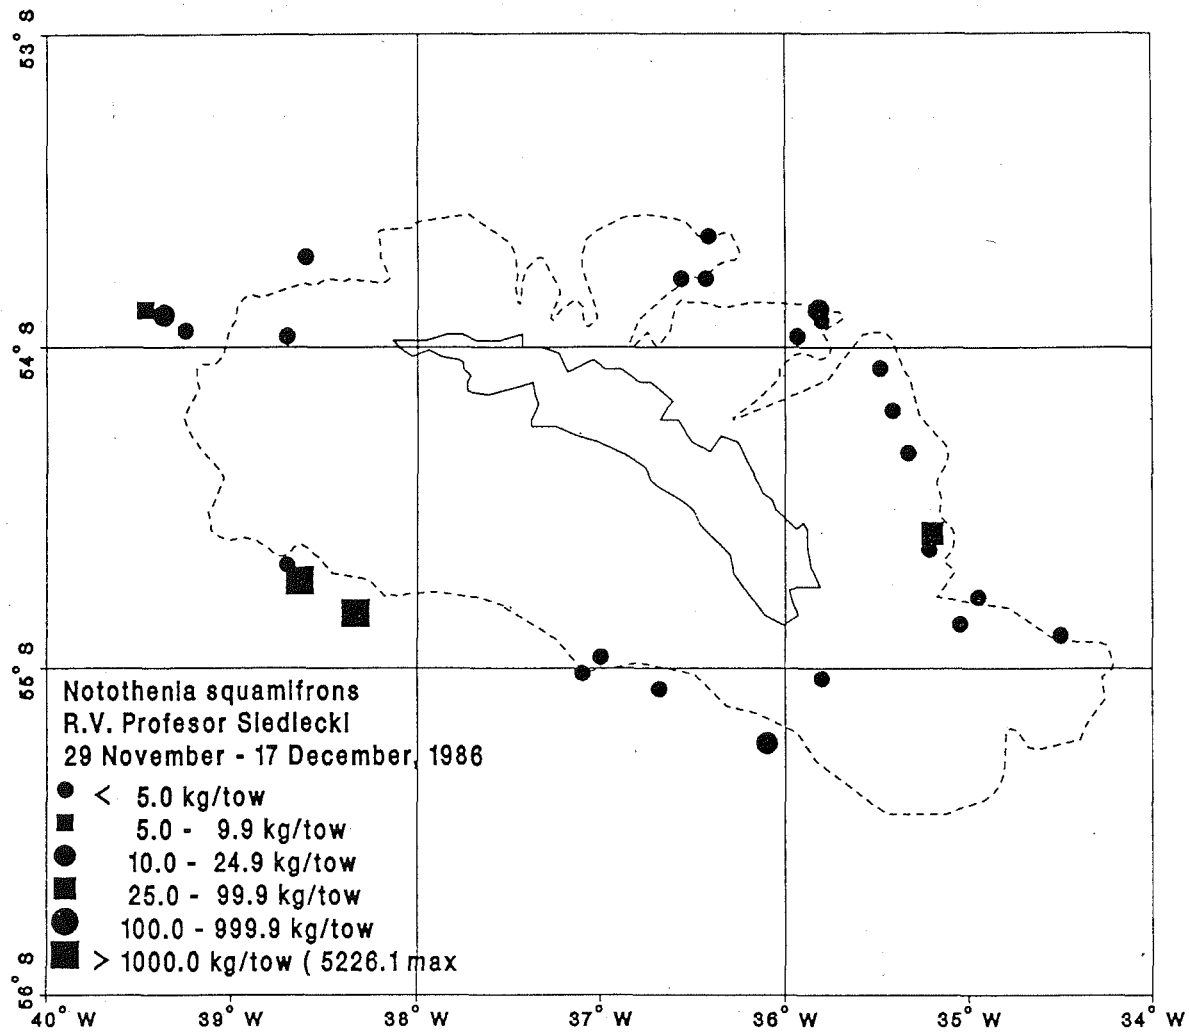 53° S
54° S
55° S
Notothenia squamifrons
R.V. Profesor Siedlecki
29 November - 17 December, 1986
< 5.0 kg/tow
5.0 - 9.9 kg/tow
10.0 - 24.9 kg/tow
25.0 - 99.9 kg/tow
100.0 - 999.9 kg/tow
> 1000.0 kg/tow ( 5226.1 max
56° S
40° W 39° W 38° W 37° W 36° W 35° W 34° W